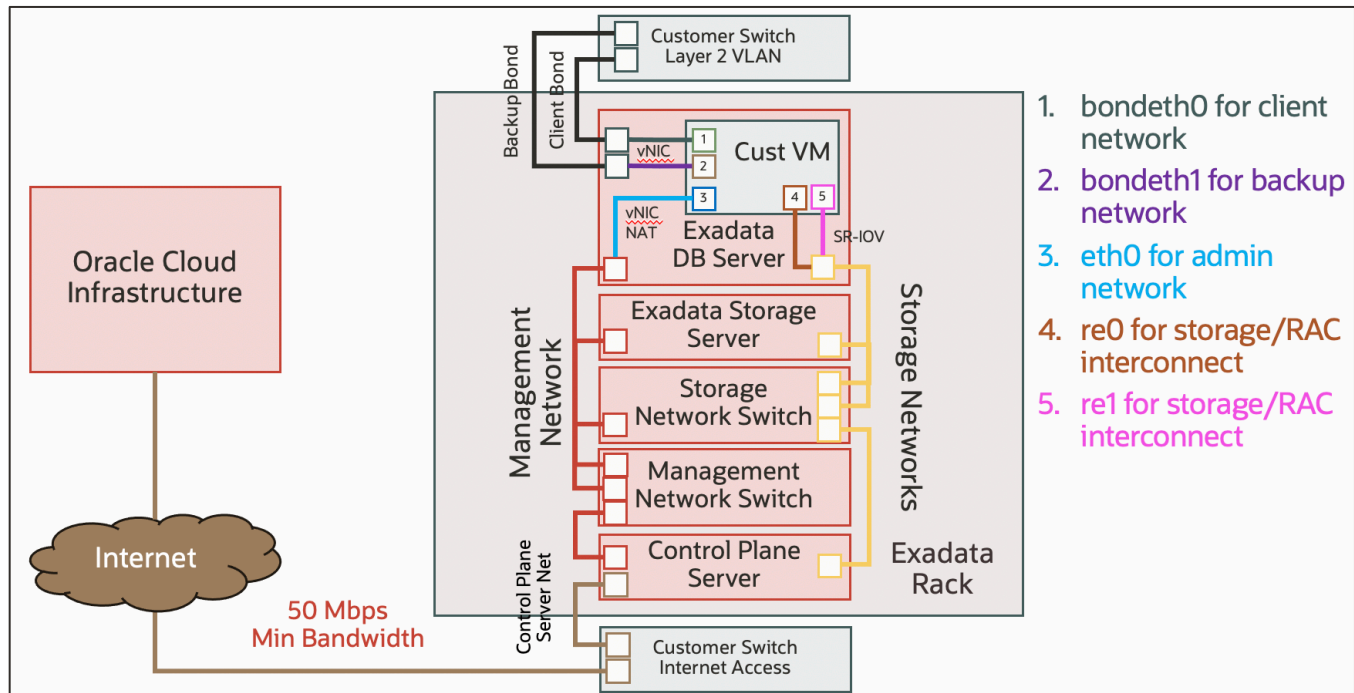 Customer Switch
Layer 2 VLAN
Backup Bond
Client Bond
1
vNIC
2
Cust VM
3
4
5
vNIC
NAT
SR-IOV
Exadata
DB Server
Oracle Cloud
Infrastructure
Management
Network
Storage Networks
Exadata Storage
Server
Storage
Network Switch
Management
Network Switch
Control Plane
Server
Exadata
Rack
Internet
Control Plane
Server Net
50 Mbps
Min Bandwidth
Customer Switch
Internet Access
1. bondeth0 for client
network
2. bondeth1 for backup
network
3. eth0 for admin
network
4. re0 for storage/RAC
interconnect
5. re1 for storage/RAC
interconnect